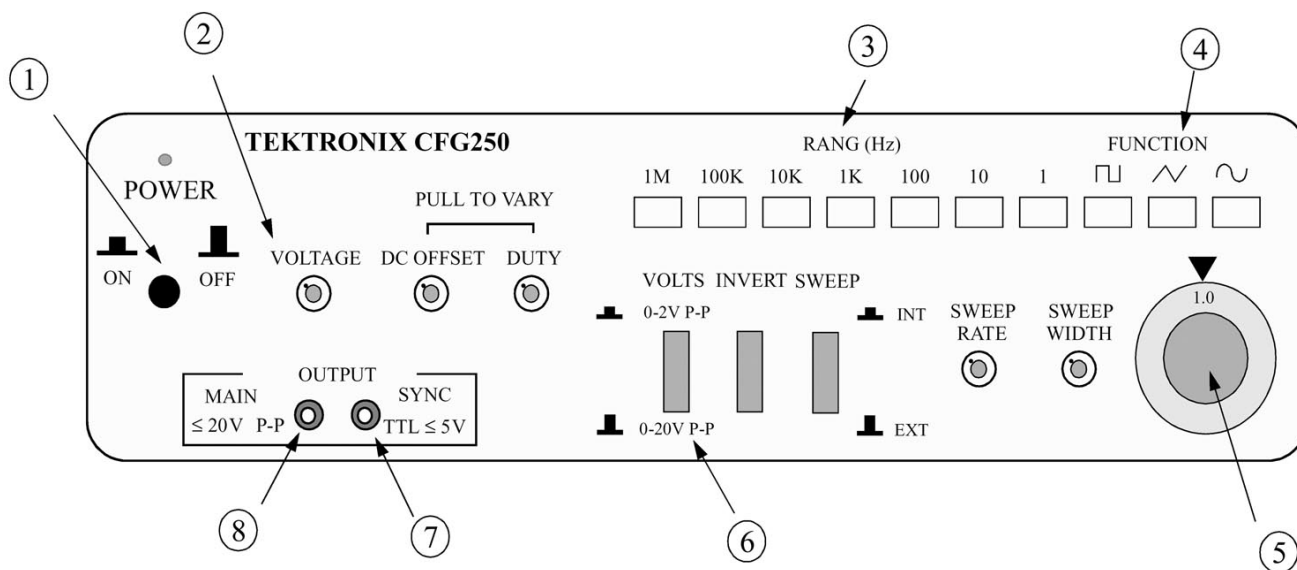 2
3
4
1
TEKTRONIX CFG250
RANG (Hz)
FUNCTION
POWER
1M 100K 10K 1K 100 10 1
PULL TO VARY
ON OFF
VOLTAGE DC OFFSET DUTY
VOLTS INVERT SWEEP
0-2V P-P
INT
SWEEP RATE
SWEEP WIDTH
1.0
OUTPUT
MAIN
SYNC
≤ 20V P-P
TTL ≤ 5V
0-20V P-P
EXT
8
7
6
5